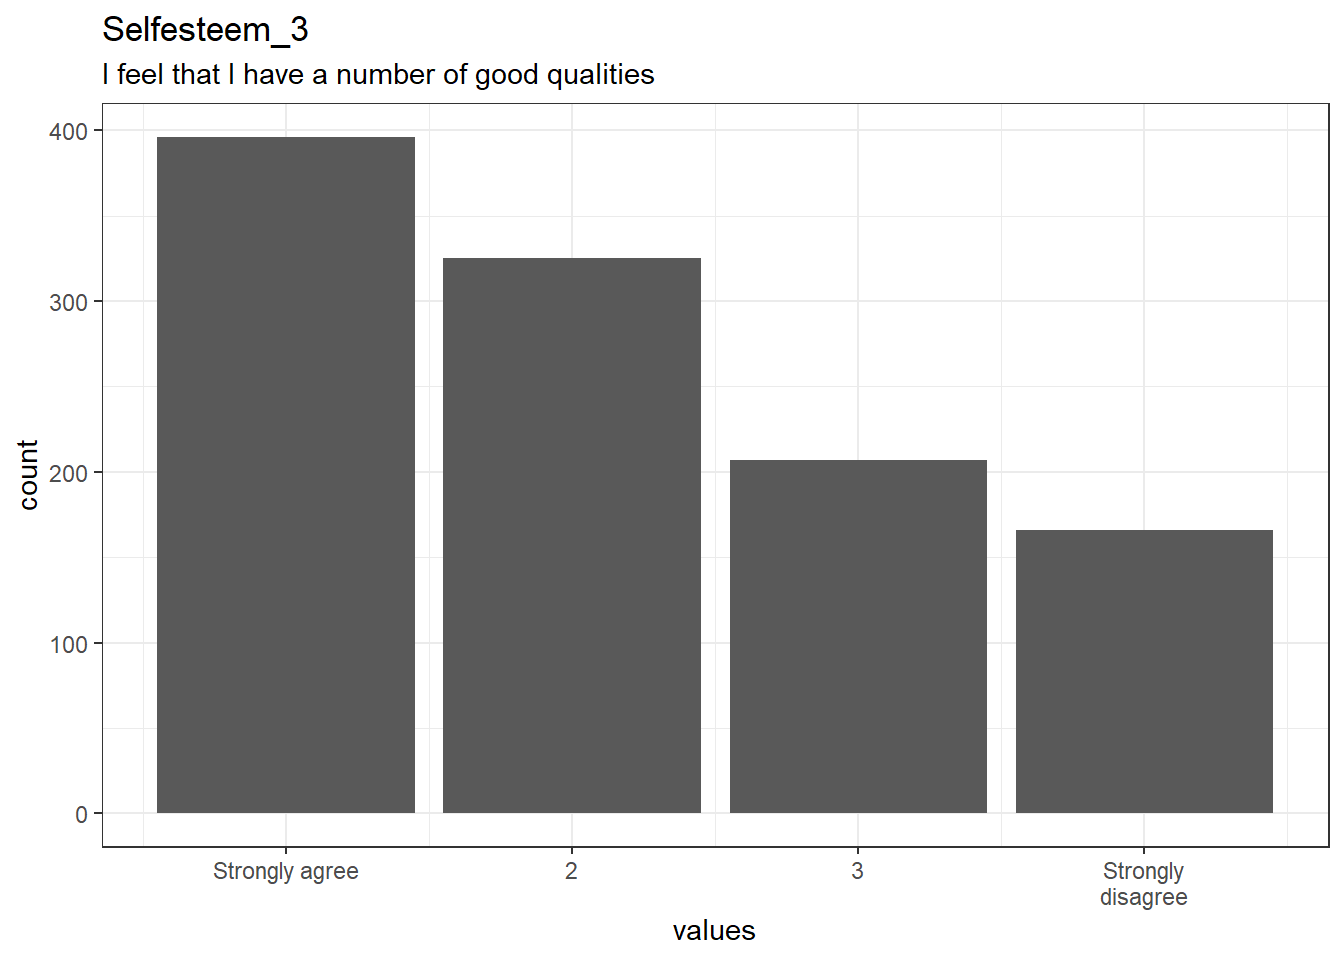 Selfesteem_3
I feel that I have a number of good qualities
400
300
200
100
0
count
Strongly agree
2
3
Strongly
disagree
values